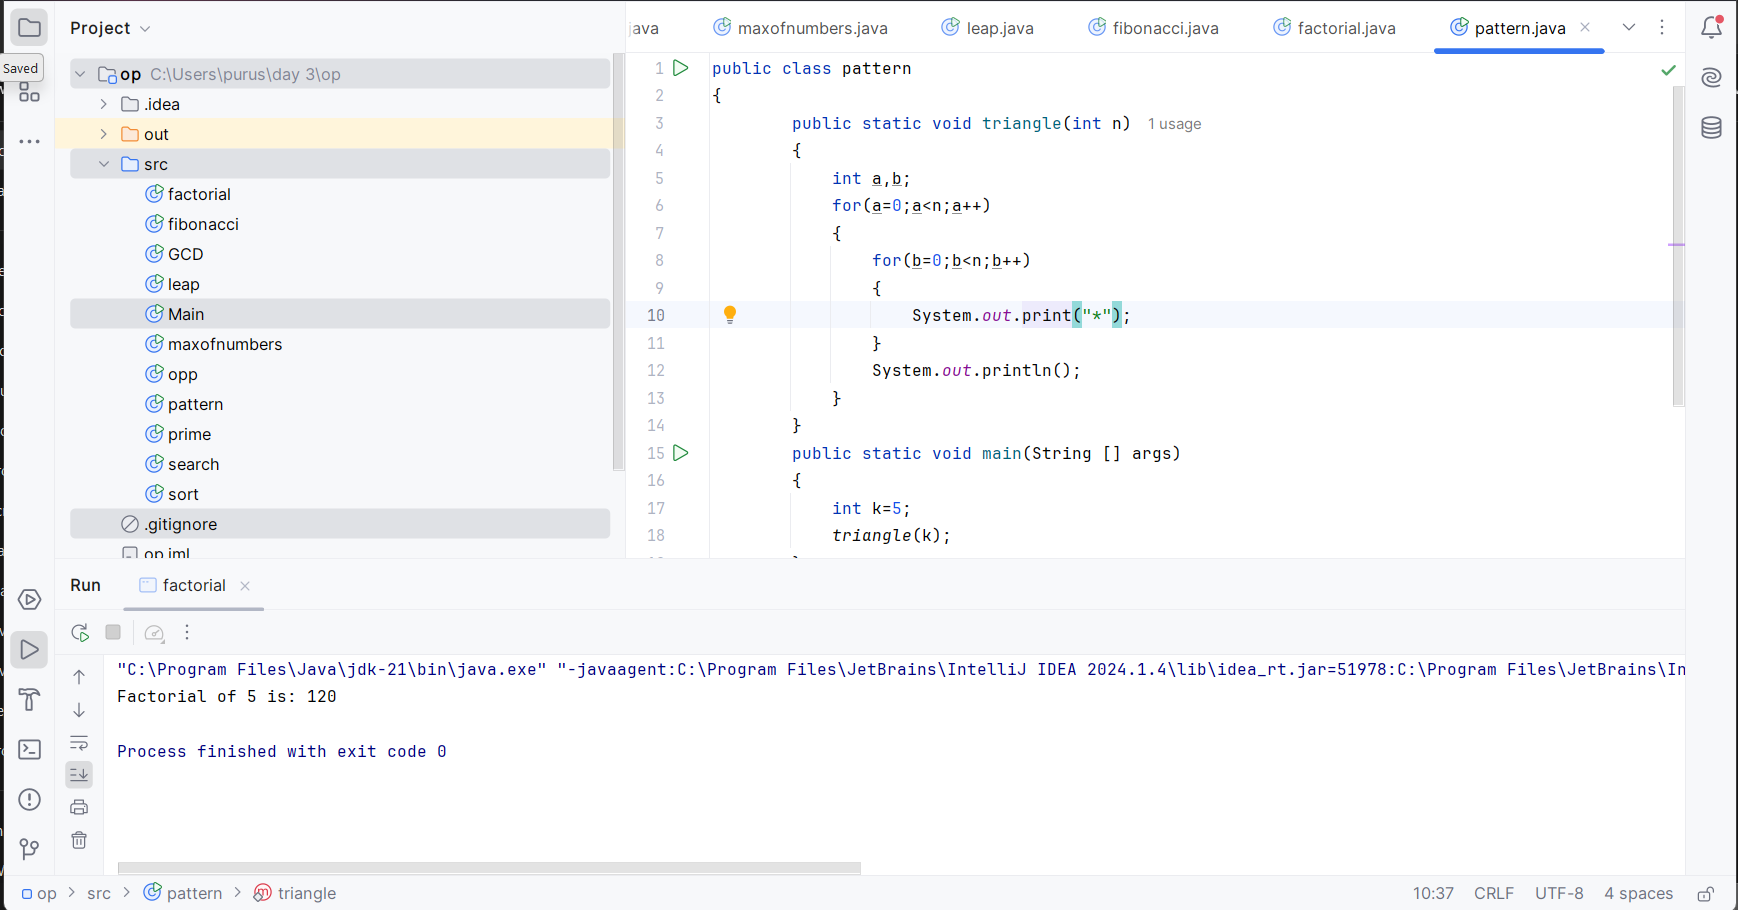 Project
java
maxofnumbers.java
leap.java
fibonacci.java
factorial.java
pattern.java
Saved
op C:\Users\purus\day 3\op
.idea
out
src
factorial
fibonacci
GCD
leap
Main
maxofnumbers
opp
pattern
prime
search
sort
.gitignore
op.iml
1 public class pattern
2 {
3 public static void triangle(int n) 1 usage
4 {
5 int a,b;
6 for(a=0;a<n;a++)
7 {
8 for(b=0;b<n;b++)
9 {
10 System.out.print("*");
11 }
12 System.out.println();
13 }
14 }
15 public static void main(String [] args)
16 {
17 int k=5;
18 triangle(k);
Run factorial
"C:\Program Files\Java\jdk-21\bin\java.exe" "-javaagent:C:\Program Files\JetBrains\IntelliJ IDEA 2024.1.4\lib\idea_rt.jar=51978:C:\Program Files\JetBrains\In
Factorial of 5 is: 120
Process finished with exit code 0
op > src > pattern > triangle
10:37 CRLF UTF-8 4 spaces